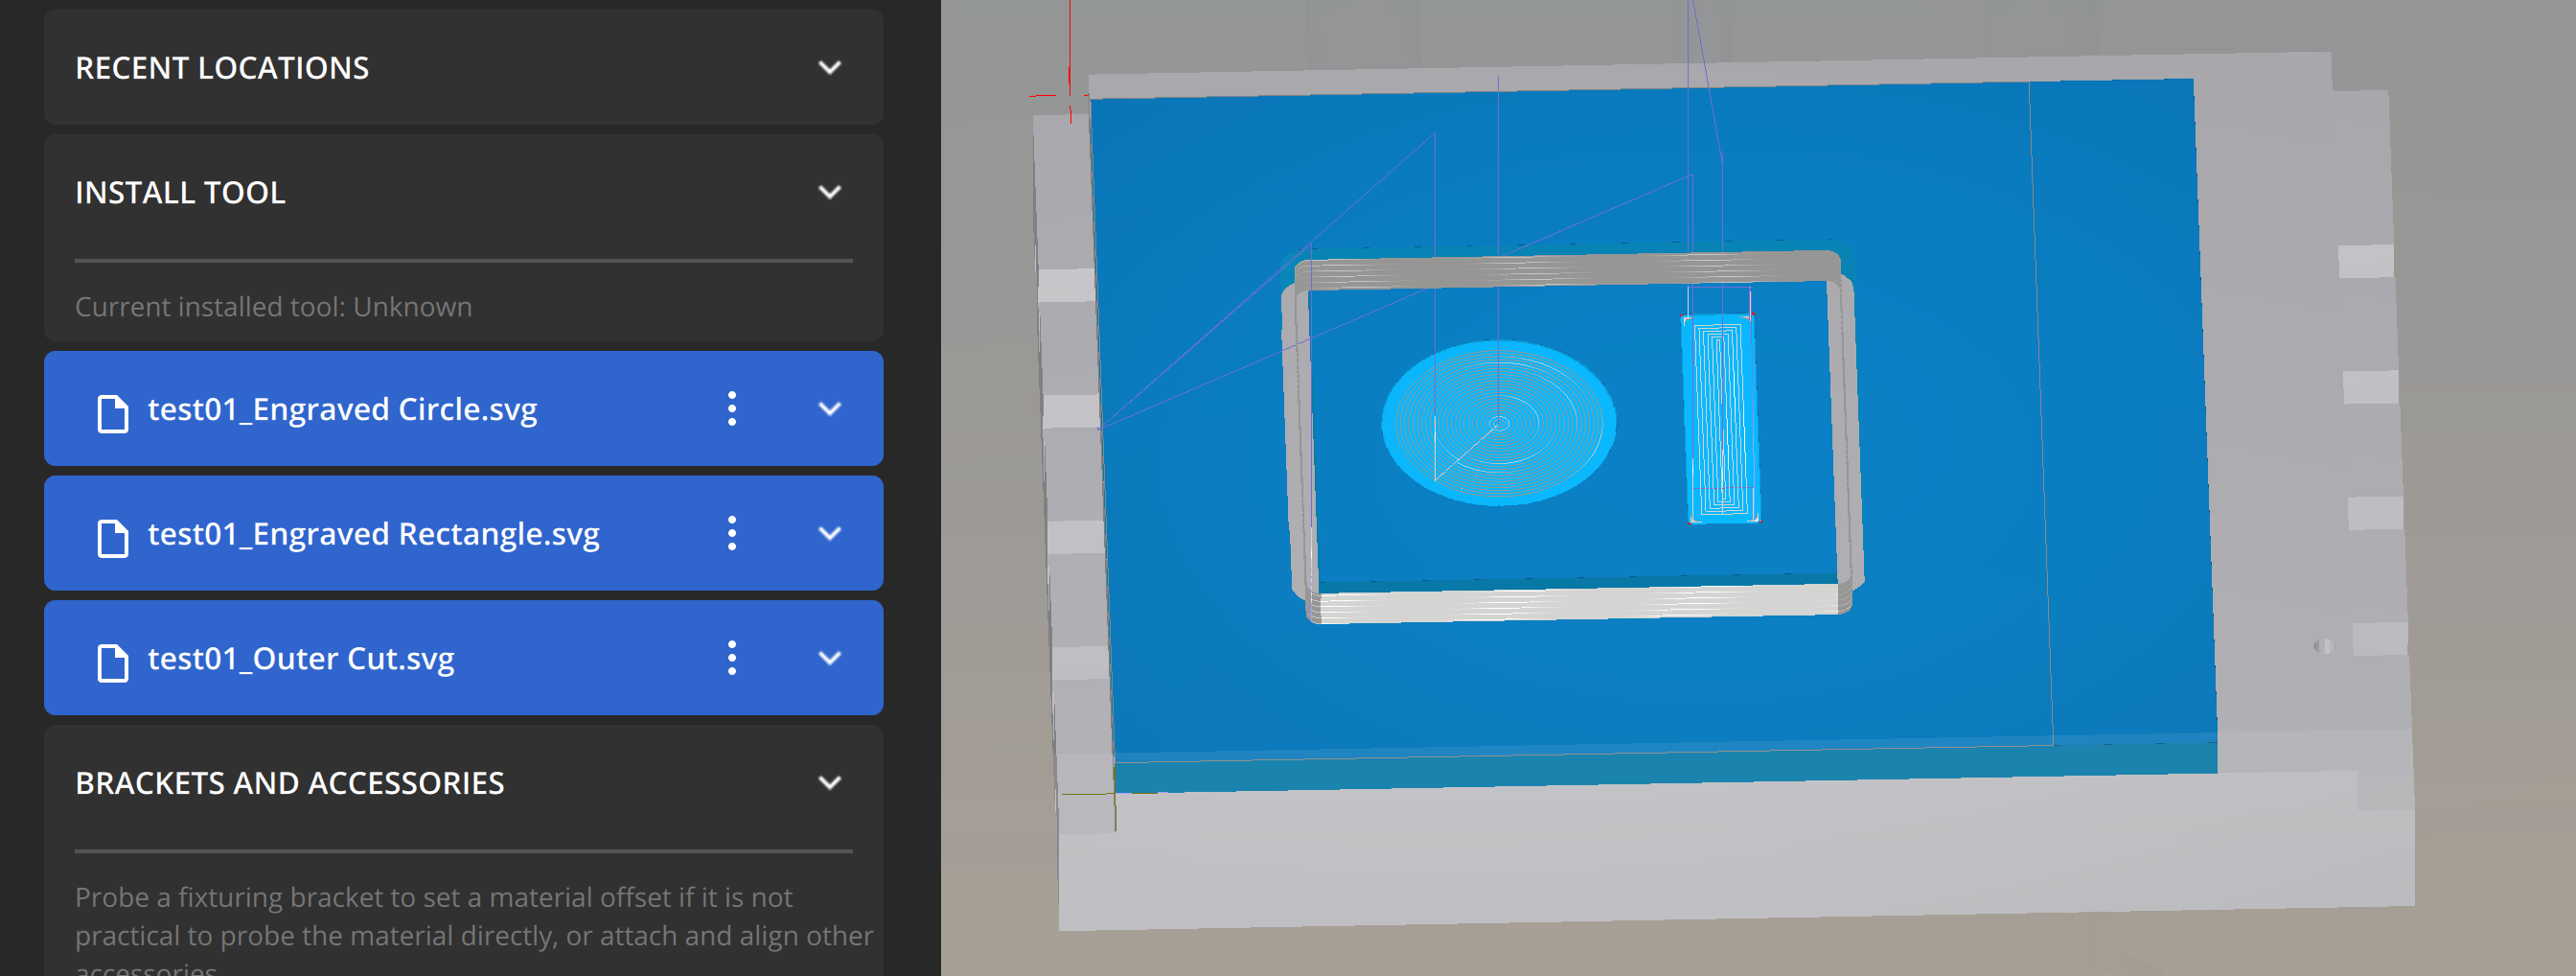 RECENT LOCATIONS
INSTALL TOOL
Current installed tool: Unknown
test01_Engraved Circle.svg
test01_Engraved Rectangle.svg
test01_Outer Cut.svg
BRACKETS AND ACCESSORIES
Probe a fixturing bracket to set a material offset if it is not
practical to probe the material directly, or attach and align other
accessories.